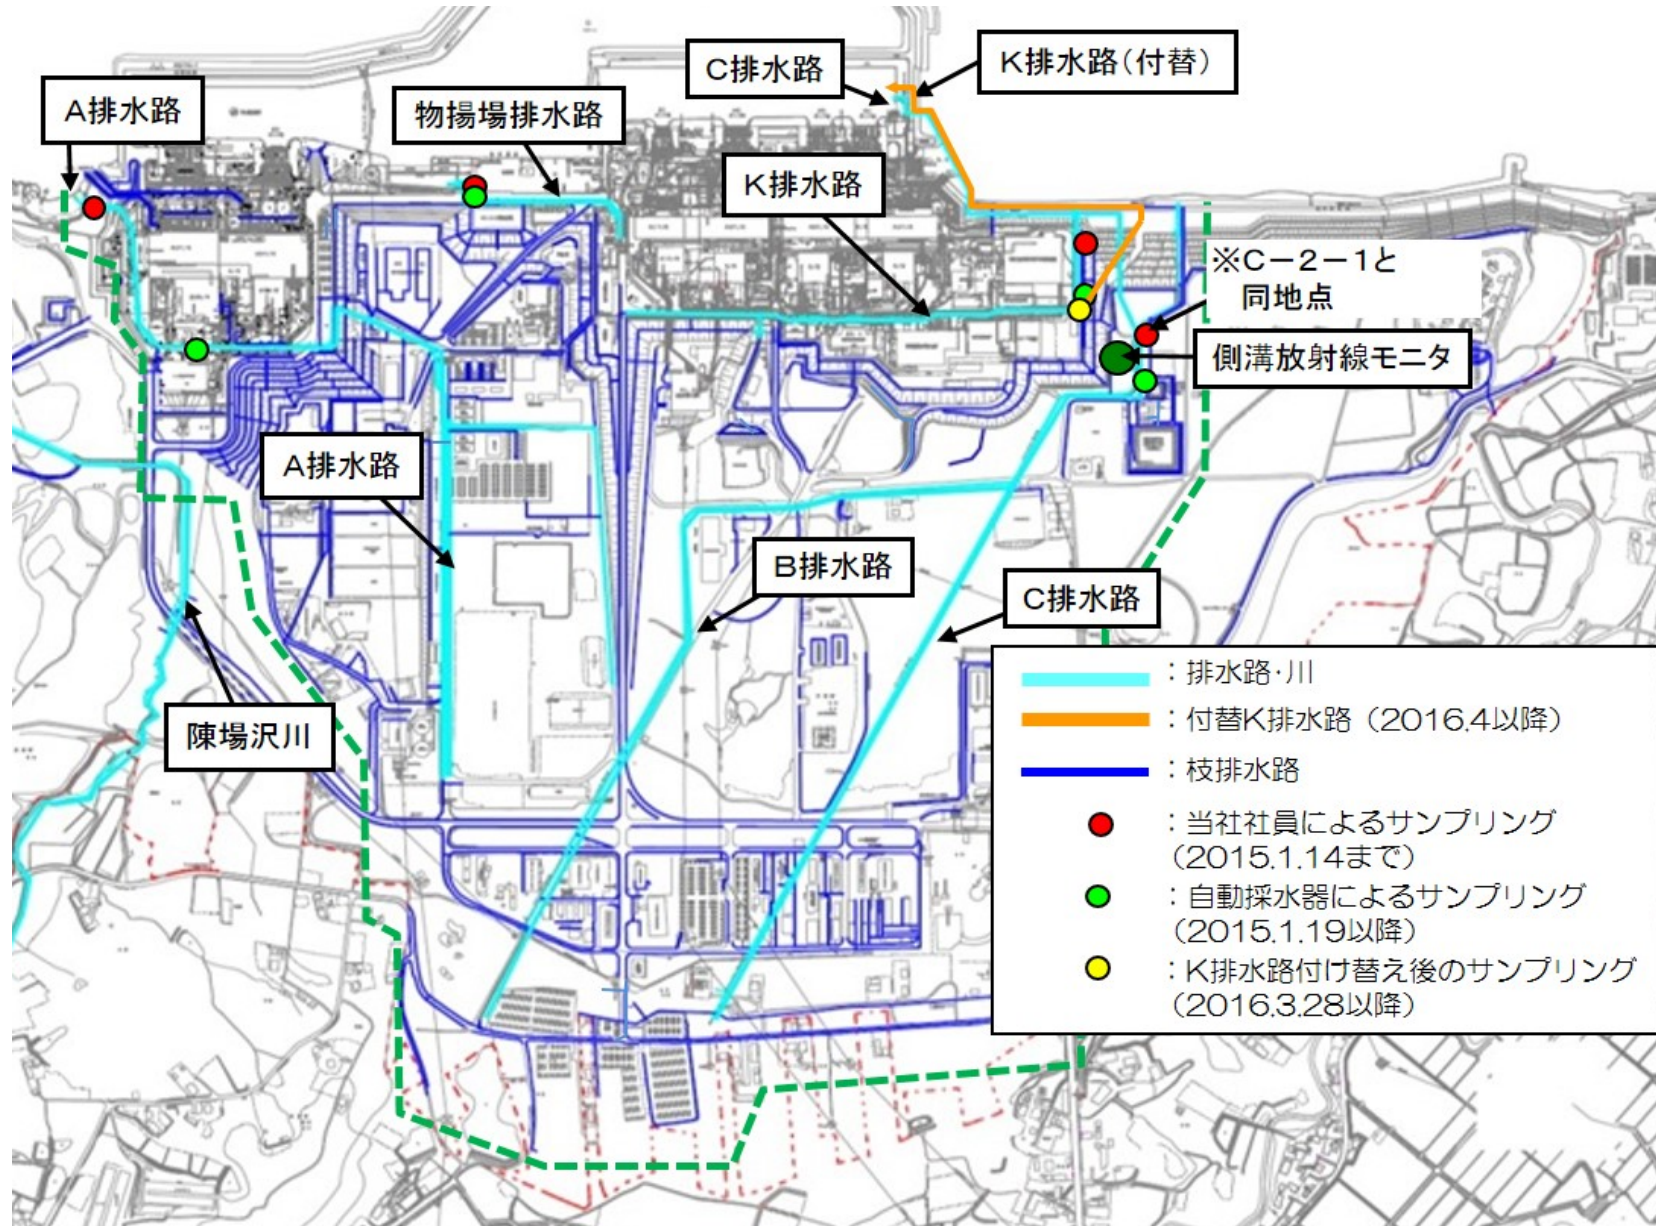 K排水路(付替)
C排水路
A排水路
物揚場排水路
K排水路
※C－2－1と
同地点
側溝放射線モニタ
A排水路
B排水路
C排水路
陳場沢川
：排水路・川
：付替K排水路（2016.4以降）
：枝排水路
：当社社員によるサンプリング
（2015.1.14まで）
：自動採水器によるサンプリング
（2015.1.19以降）
：K排水路付け替え後のサンプリング
（2016.3.28以降）